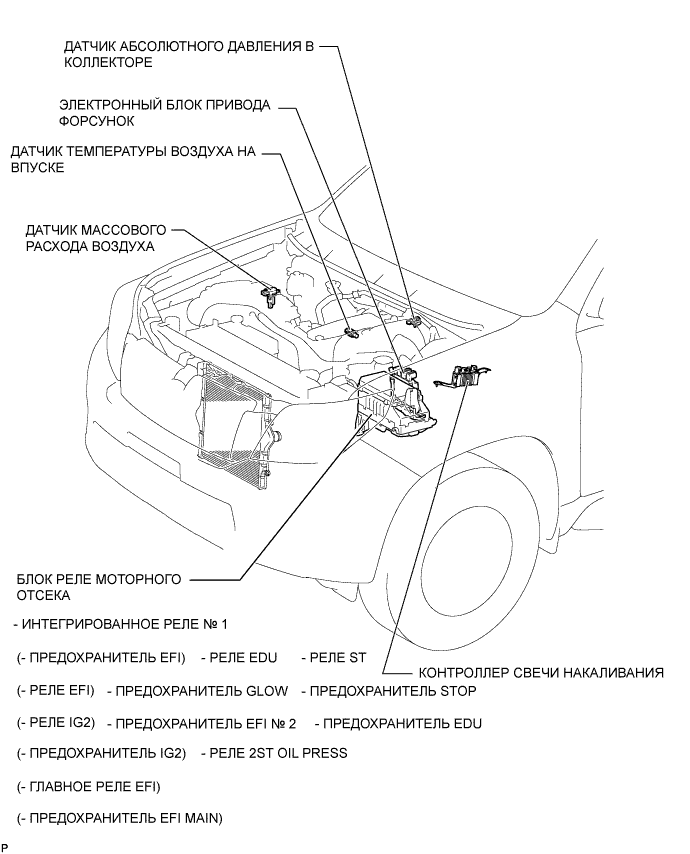 ДАТЧИК АБСОЛЮТНОГО ДАВЛЕНИЯ В
КОЛЛЕКТОРЕ
ЭЛЕКТРОННЫЙ БЛОК ПРИВОДА
ФОРСУНОК
ДАТЧИК ТЕМПЕРАТУРЫ ВОЗДУХА НА
ВПУСКЕ
ДАТЧИК МАССОВОГО
РАСХОДА ВОЗДУХА
БЛОК РЕЛЕ МОТОРНОГО
ОТСЕКА
- ИНТЕГРИРОВАННОЕ РЕЛЕ № 1
(- ПРЕДОХРАНИТЕЛЬ EFI) - РЕЛЕ EDU - РЕЛЕ ST
КОНТРОЛЛЕР СВЕЧИ НАКАЛИВАНИЯ
(- РЕЛЕ EFI) - ПРЕДОХРАНИТЕЛЬ GLOW - ПРЕДОХРАНИТЕЛЬ STOP
(- РЕЛЕ IG2) - ПРЕДОХРАНИТЕЛЬ EFI № 2 - ПРЕДОХРАНИТЕЛЬ EDU
(- ПРЕДОХРАНИТЕЛЬ IG2) - РЕЛЕ 2ST OIL PRESS
(- ГЛАВНОЕ РЕЛЕ EFI)
(- ПРЕДОХРАНИТЕЛЬ EFI MAIN)
P